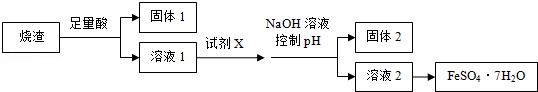 烧渣
足量酸
固体 1
溶液 1
试剂 X
NaOH 溶液
控制 pH
固体 2
溶液 2
FeSO₄·7H₂O